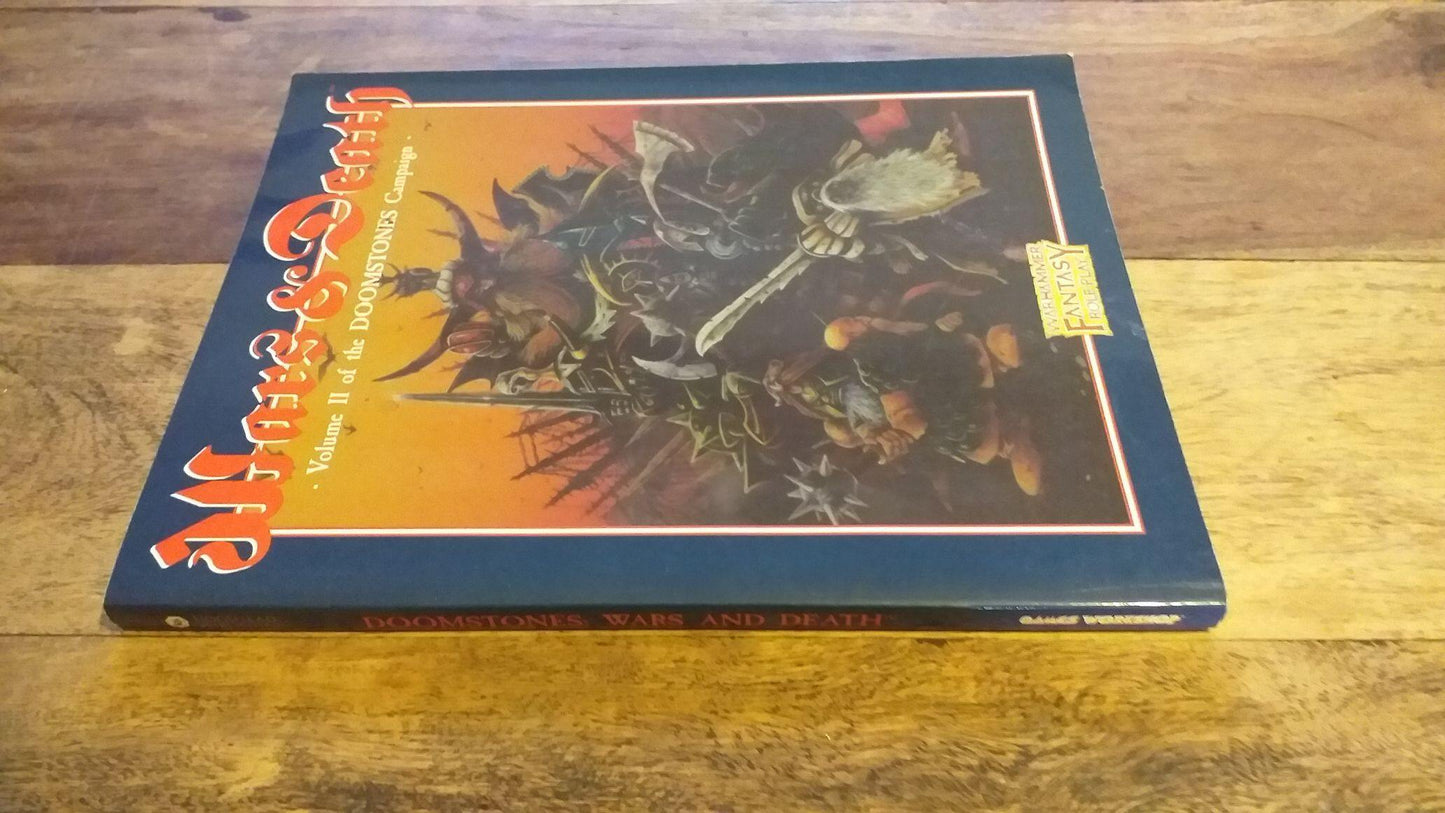 Wars & Death
· Volume II of the DOOMSTONES Campaign ·
WARHAMMER
FANTASY
ROLE-PLAY
DOOMSTONES: WARS AND DEATH
GAMES WORKSHOP